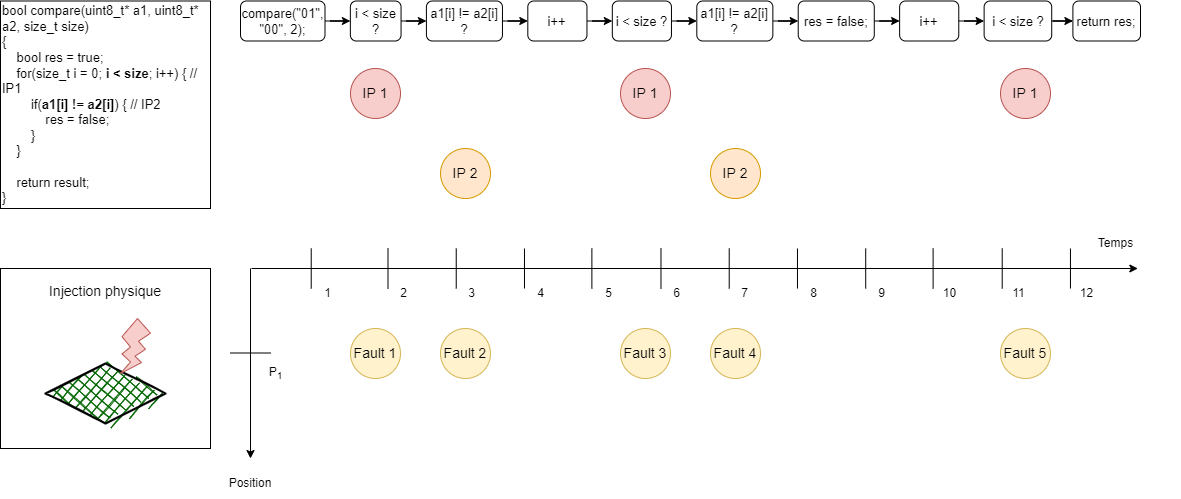 bool compare(uint8_t* a1, uint8_t*
a2, size_t size)
{
bool res = true;
for(size_t i = 0; i < size; i++) { //
IP1
if(a1[i] != a2[i]) { // IP2
res = false;
}
}
return result;
}
compare("01",
"00", 2);
i < size
?
a1[i] != a2[i]
?
i++
i < size ?
a1[i] != a2[i]
?
res = false;
i++
i < size ?
return res;
IP 1
IP 1
IP 1
IP 2
IP 2
Temps
1
2
3
4
5
6
7
8
9
10
11
12
Injection physique
Fault 1
Fault 2
Fault 3
Fault 4
Fault 5
P1
Position